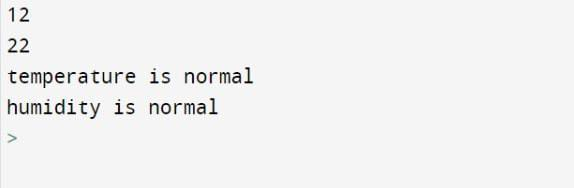 12
22
temperature is normal
humidity is normal
>